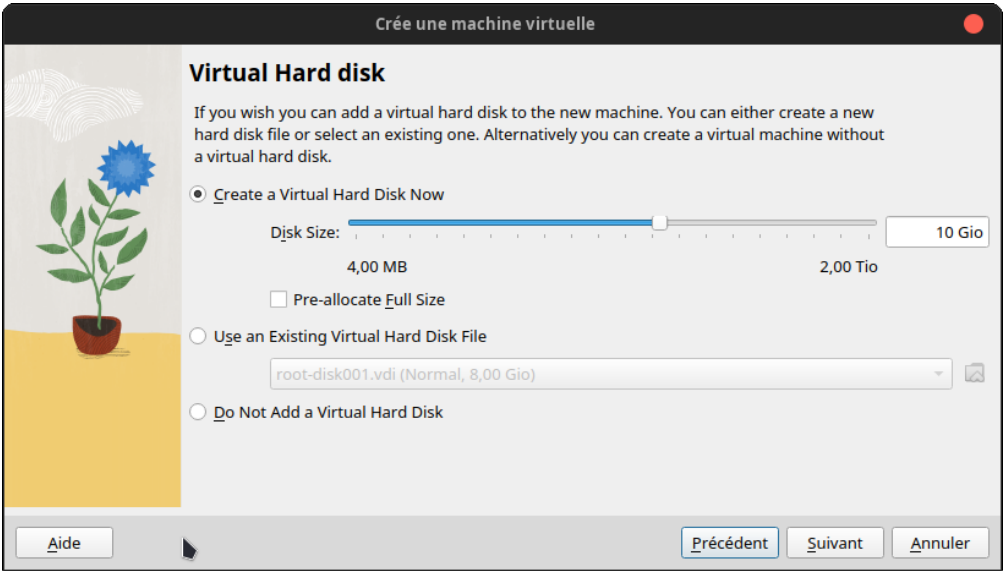 Crée une machine virtuelle
Virtual Hard disk
If you wish you can add a virtual hard disk to the new machine. You can either create a new
hard disk file or select an existing one. Alternatively you can create a virtual machine without
a virtual hard disk.
Create a Virtual Hard Disk Now
Disk Size: 10 Gio
4,00 MB 2,00 Tio
Pre-allocate Full Size
Use an Existing Virtual Hard Disk File
root-disk001.vdi (Normal, 8,00 Gio)
Do Not Add a Virtual Hard Disk
Aide Précédent Suivant Annuler